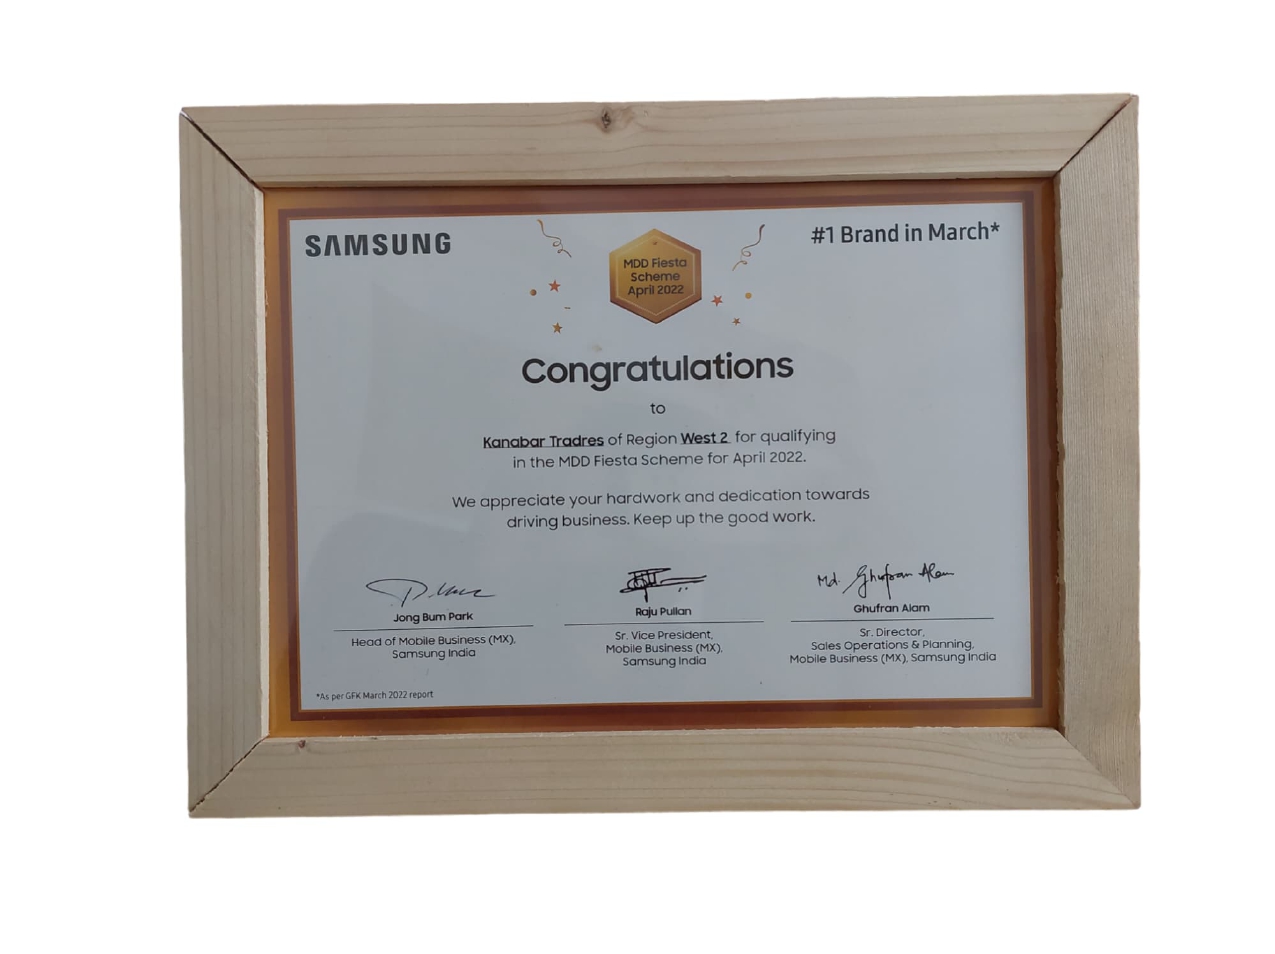 SAMSUNG
MDD Fiesta
Scheme
April 2022
#1 Brand in March*
Congratulations
to
Kanabar Tradres of Region West 2 for qualifying
in the MDD Fiesta Scheme for April 2022.
We appreciate your hardwork and dedication towards
driving business. Keep up the good work.
Jong Bum Park
Head of Mobile Business (MX),
Samsung India
Raju Pullan
Sr. Vice President,
Mobile Business (MX),
Samsung India
Md. Ghufran Alam
Ghufran Alam
Sr. Director,
Sales Operations & Planning,
Mobile Business (MX), Samsung India
*As per GFK March 2022 report